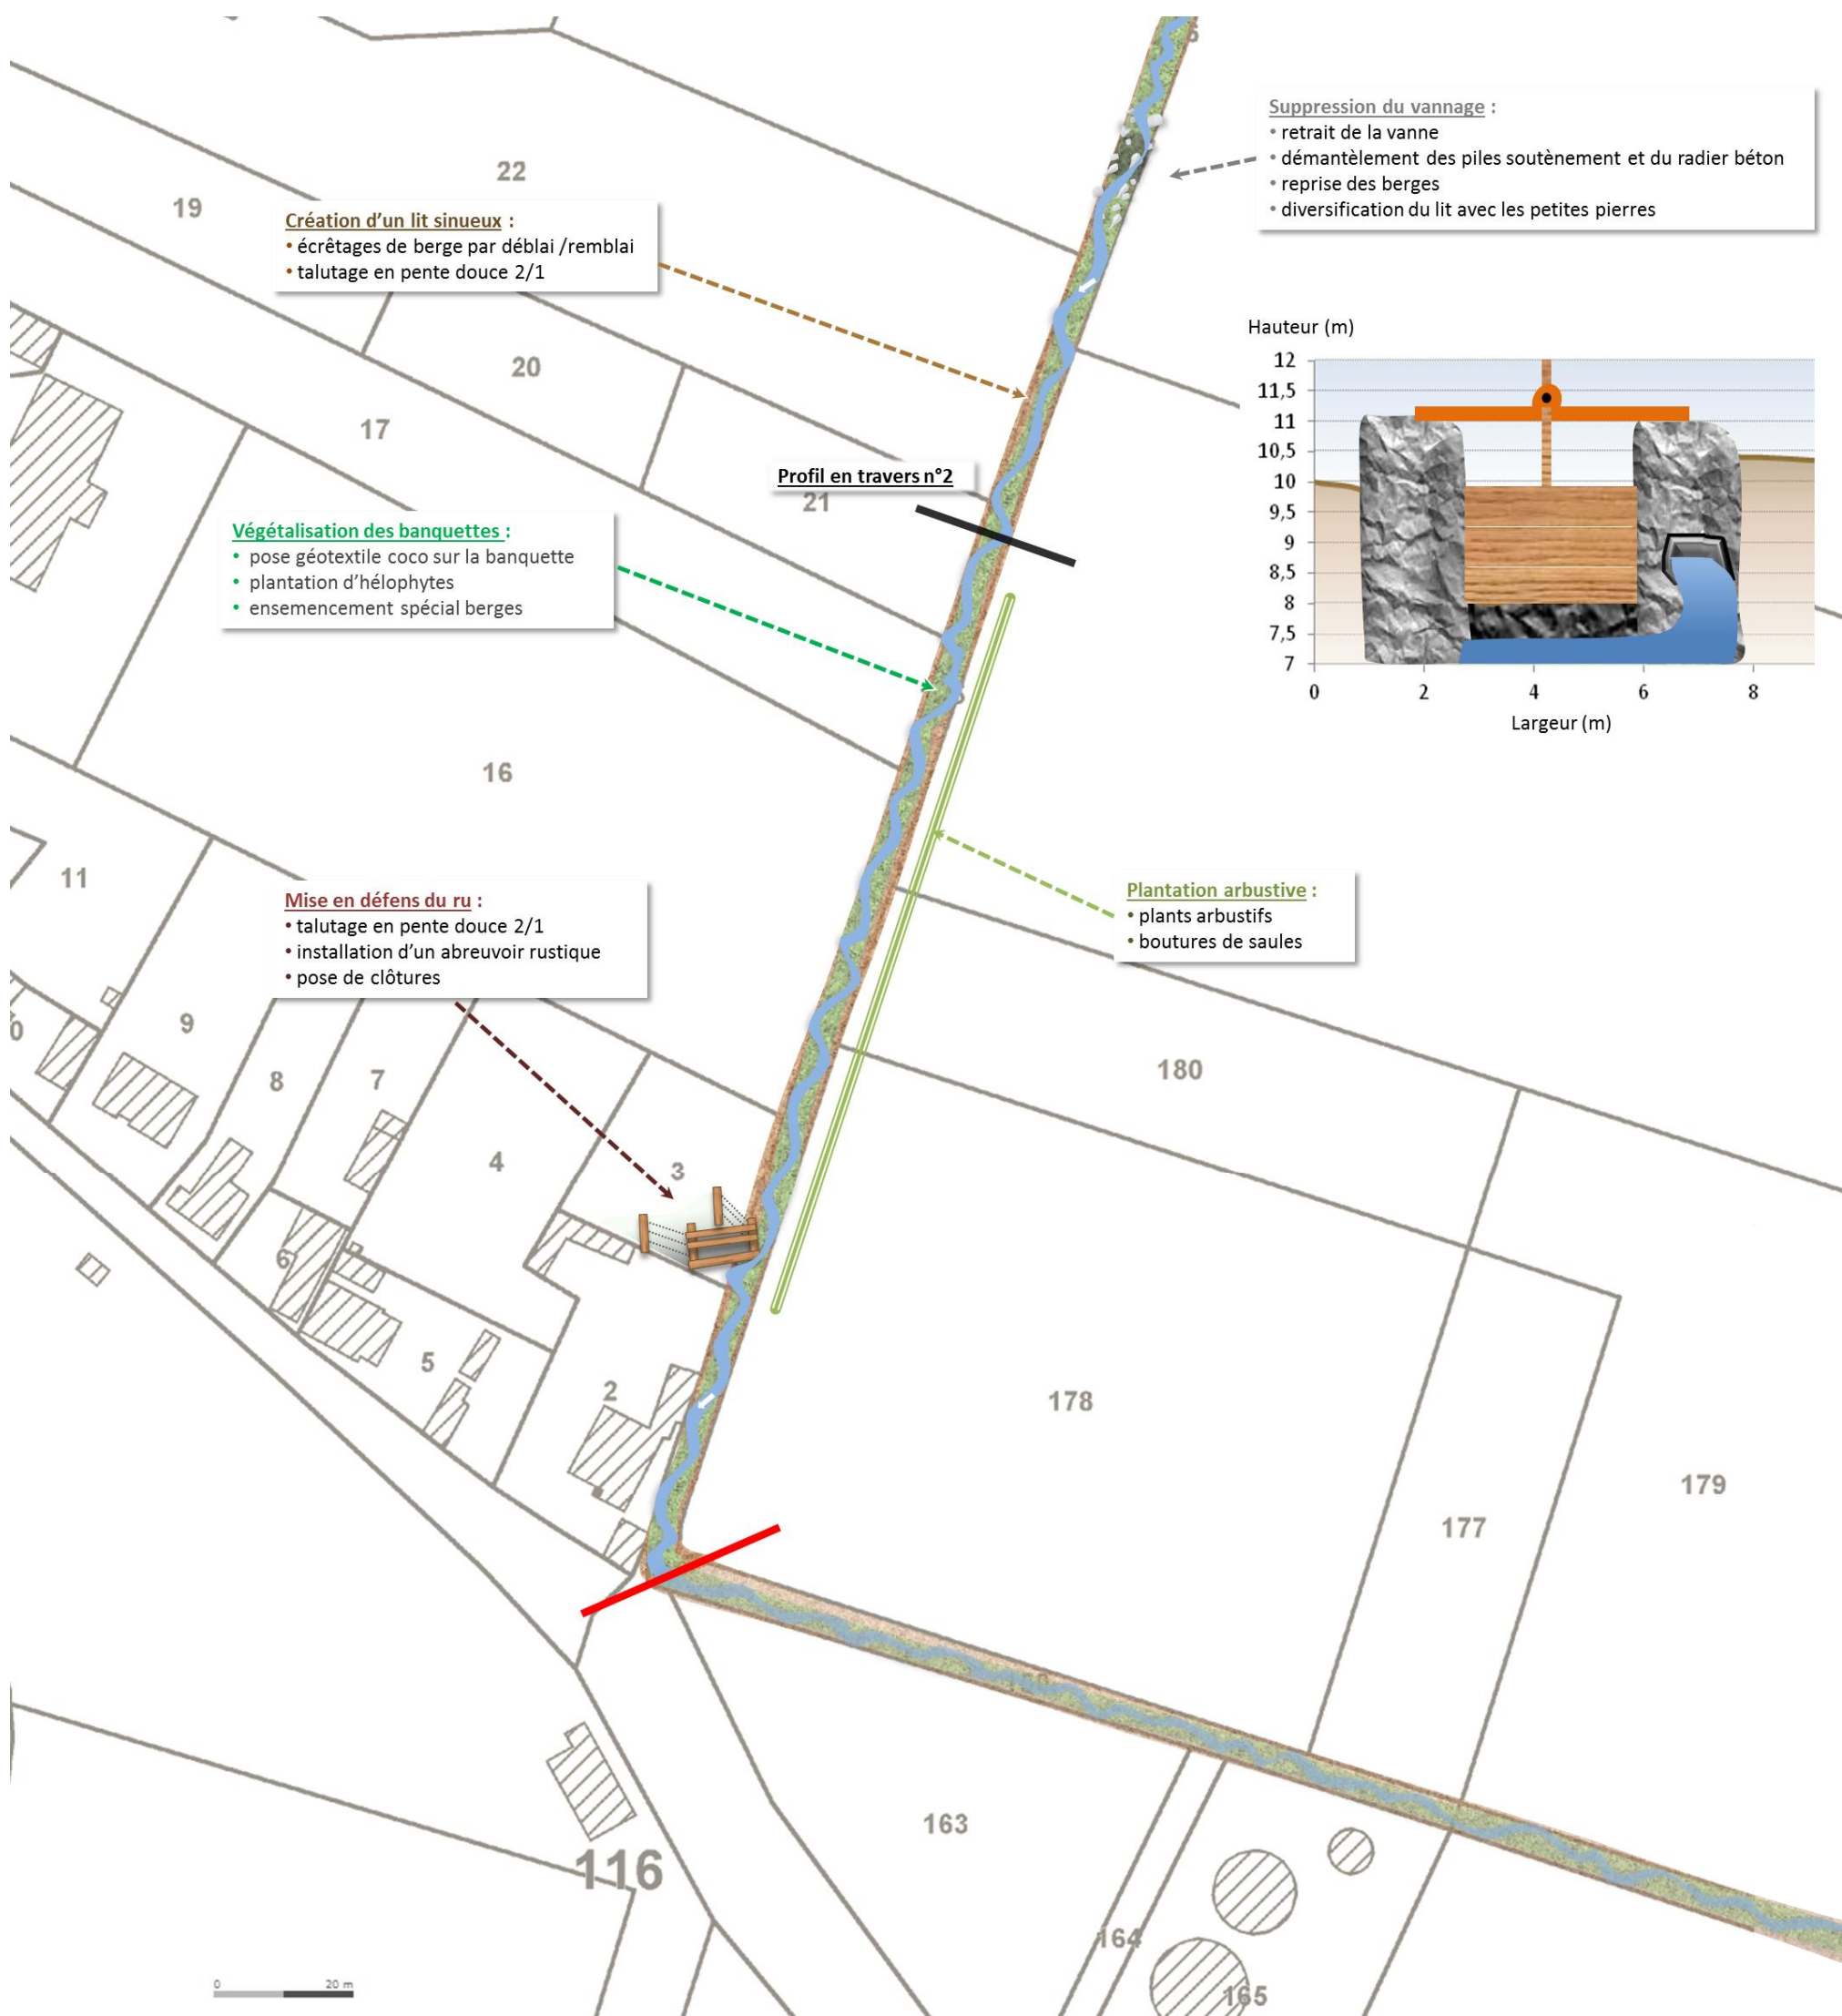 Suppression du vannage :
• retrait de la vanne
• démantèlement des piles soutènement et du radier béton
• reprise des berges
• diversification du lit avec les petites pierres
22
19
Création d’un lit sinueux :
• écrêtages de berge par déblai /remblai
• talutage en pente douce 2/1
20
17
Hauteur (m)
12
11,5
11
10,5
10
9,5
9
8,5
8
7,5
7
0 2 4 6 8
Largeur (m)
Profil en travers n°2
21
Végétalisation des banquettes :
• pose géotextile coco sur la banquette
• plantation d’hélophytes
• ensemencement spécial berges
16
11
Mise en défens du ru :
• talutage en pente douce 2/1
• installation d’un abreuvoir rustique
• pose de clôtures
Plantation arbustive :
• plants arbustifs
• boutures de saules
0
9
8
7
180
4
3
6
5
2
178
179
177
163
116
164
165
0 20 m